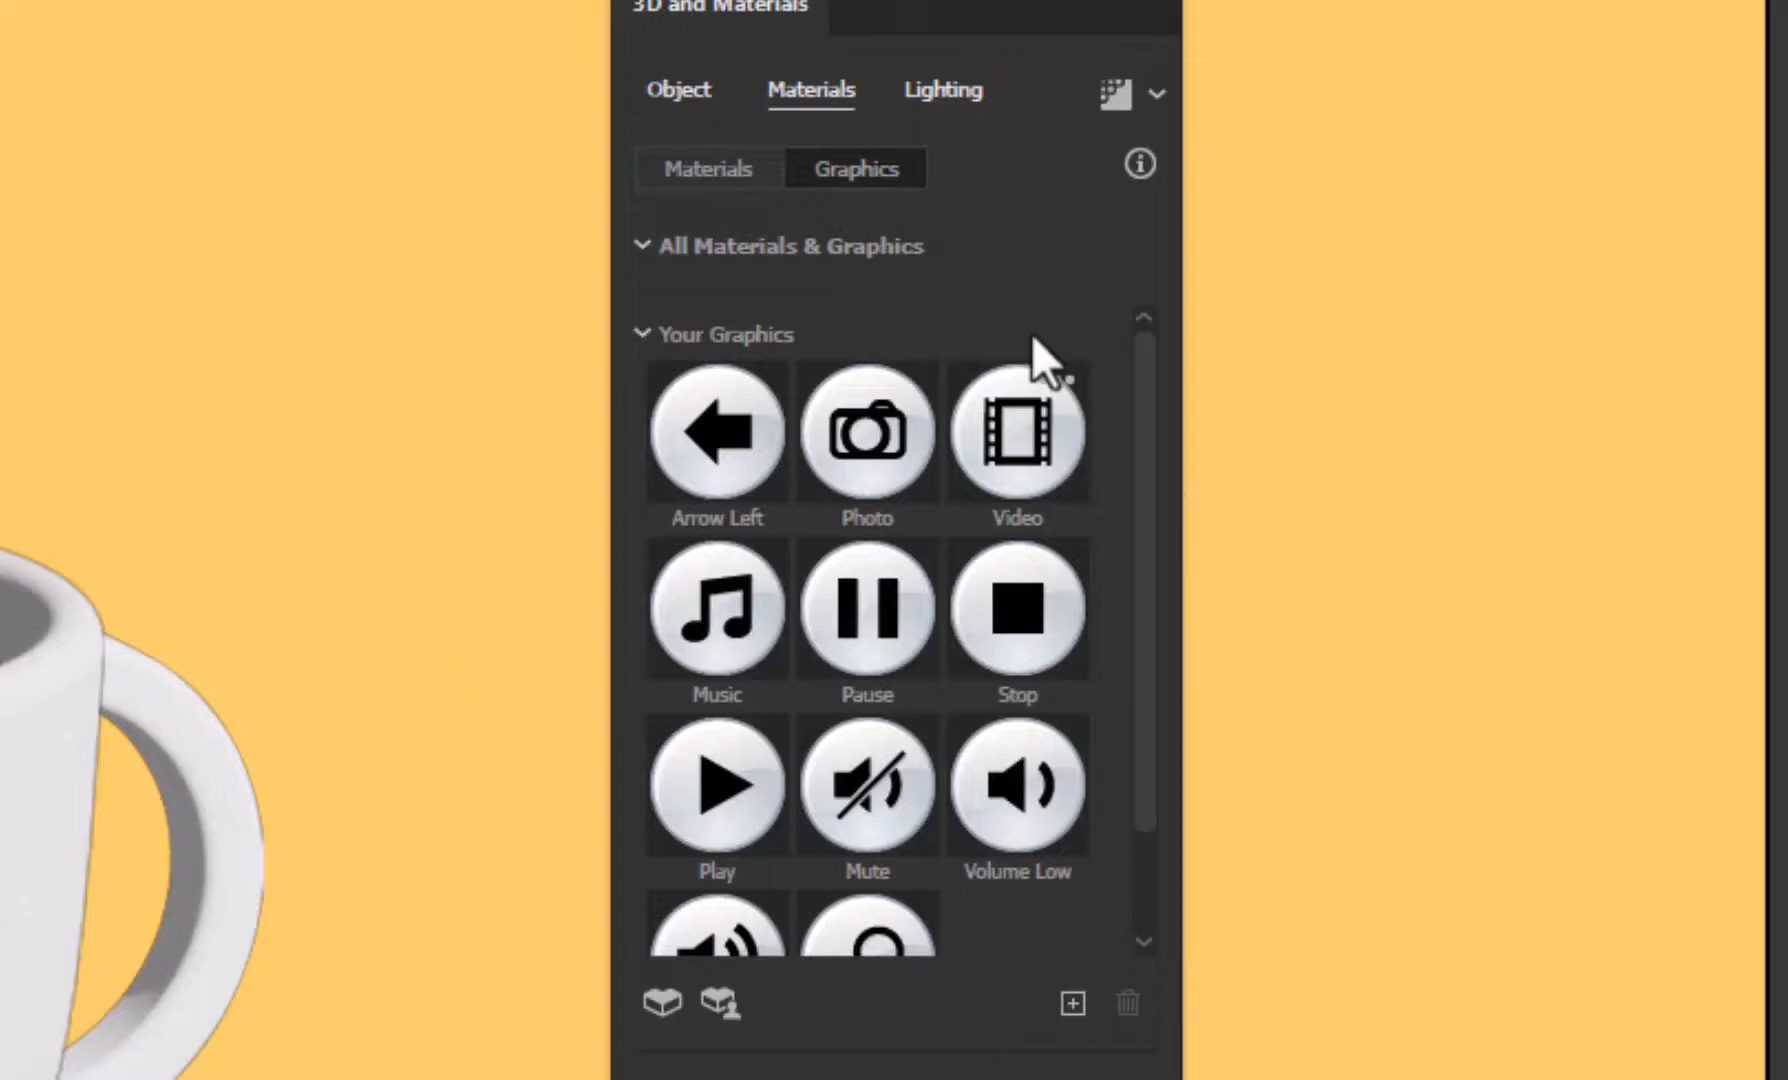 3D and Materials
Object Materials Lighting
Materials Graphics
All Materials & Graphics
Your Graphics
Arrow Left Photo Video
Music Pause Stop
Play Mute Volume Low